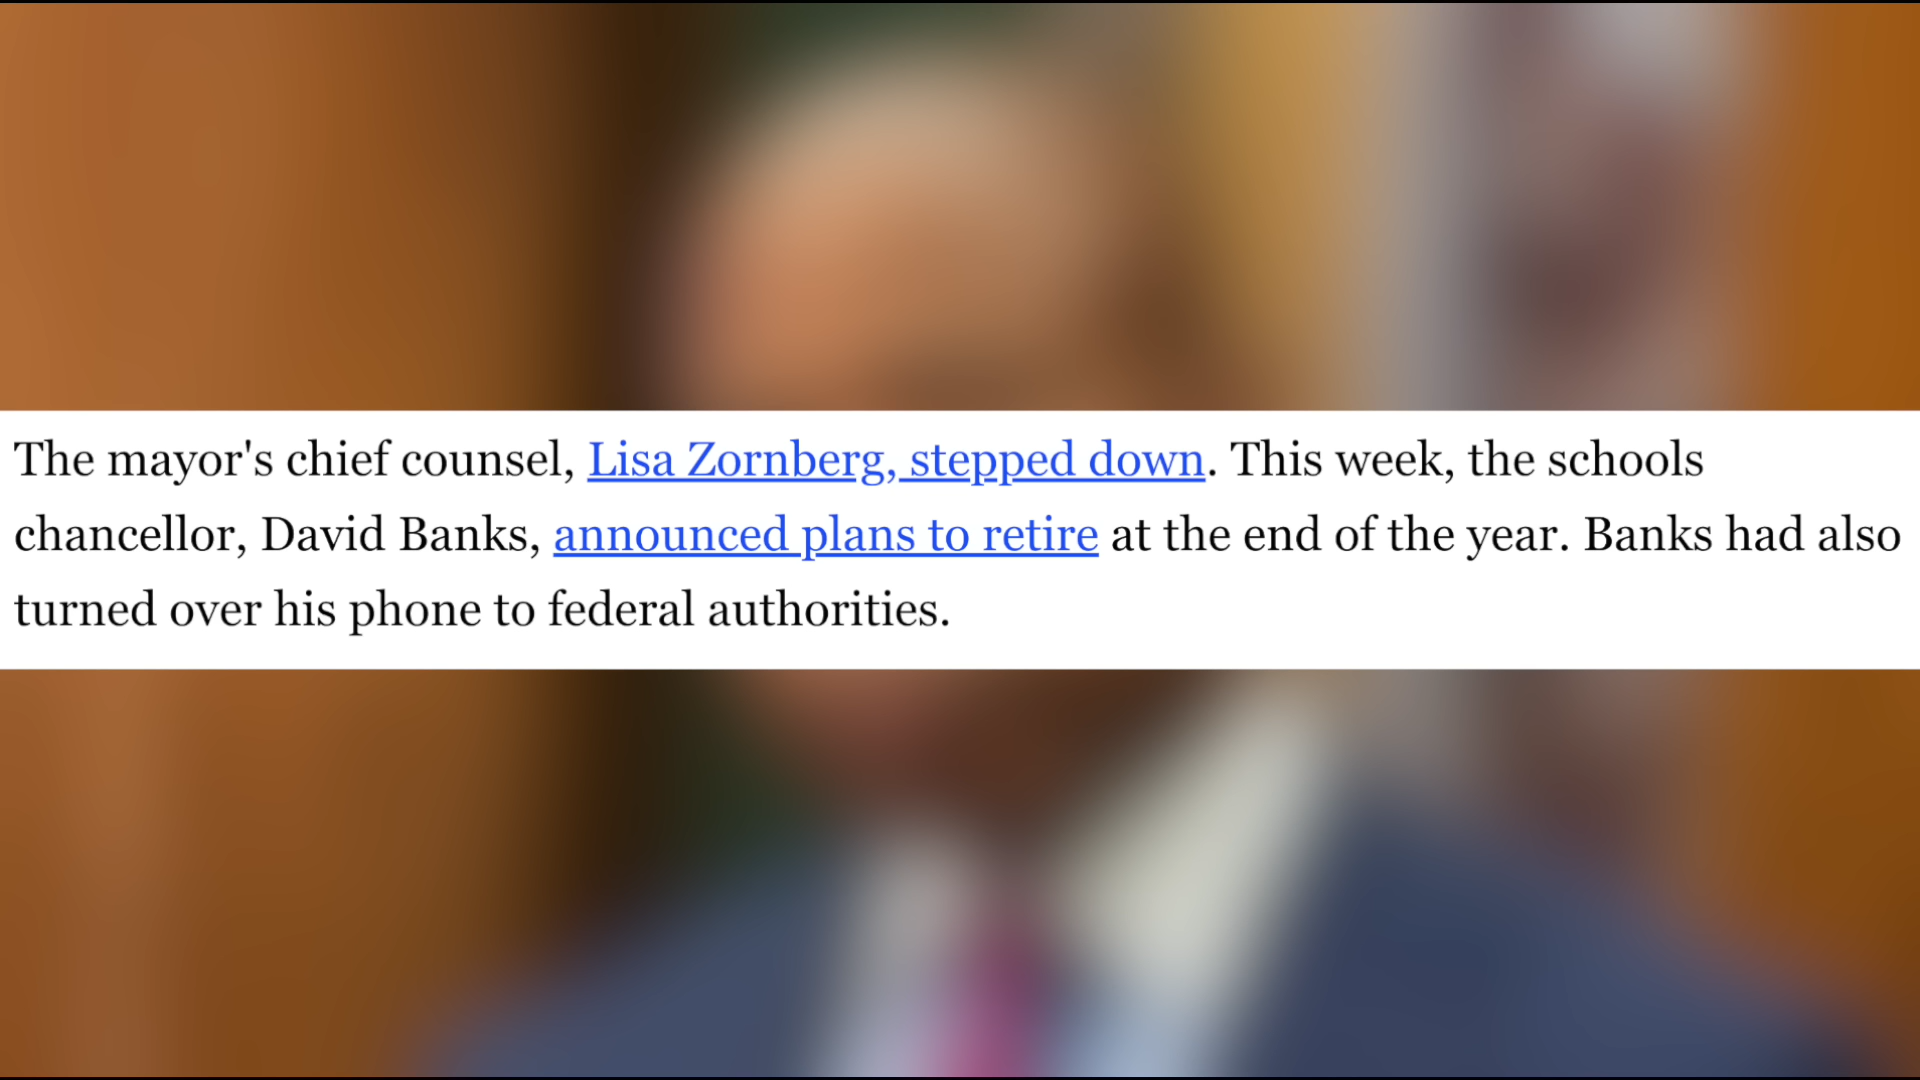 The mayor's chief counsel, Lisa Zornberg, stepped down. This week, the schools
chancellor, David Banks, announced plans to retire at the end of the year. Banks had also
turned over his phone to federal authorities.